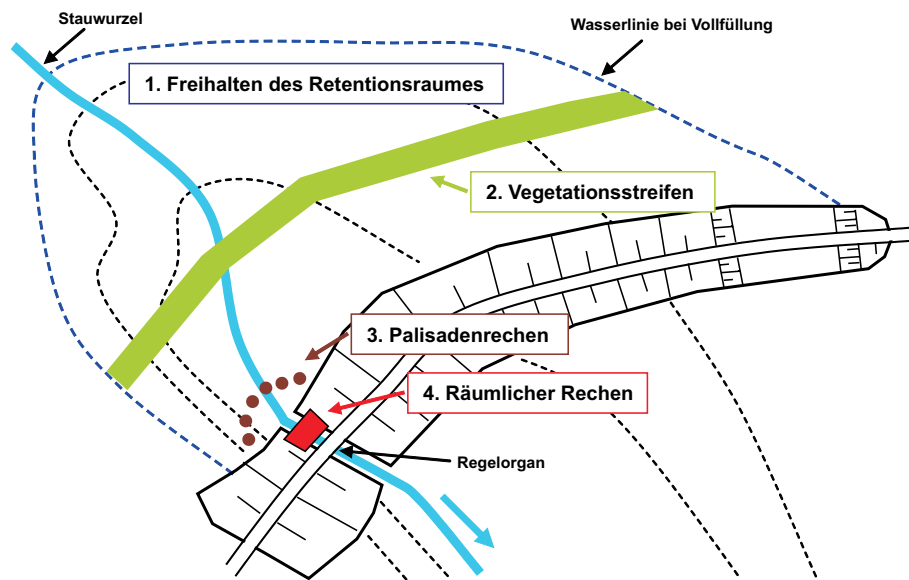 Stauwurzel
Wasserlinie bei Vollfüllung
1. Freihalten des Retentionsraumes
2. Vegetationsstreifen
3. Palisadenrechen
4. Räumlicher Rechen
Regelorgan